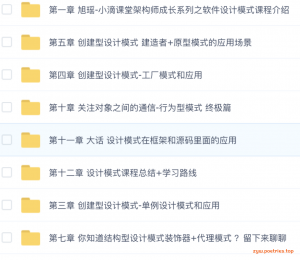 第一章 旭瑶-小滴课堂架构师成长系列之软件设计模式课程介绍
第五章 创建型设计模式 建造者+原型模式的应用场景
第四章 创建型设计模式-工厂模式和应用
第十章 关注对象之间的通信-行为型模式 终极篇
第十一章 大话 设计模式在框架和源码里面的应用
第十二章 设计模式课程总结+学习路线
第三章 创建型设计模式-单例设计模式和应用
第七章 你知道结构型设计模式装饰器+代理模式？ 留下来聊聊